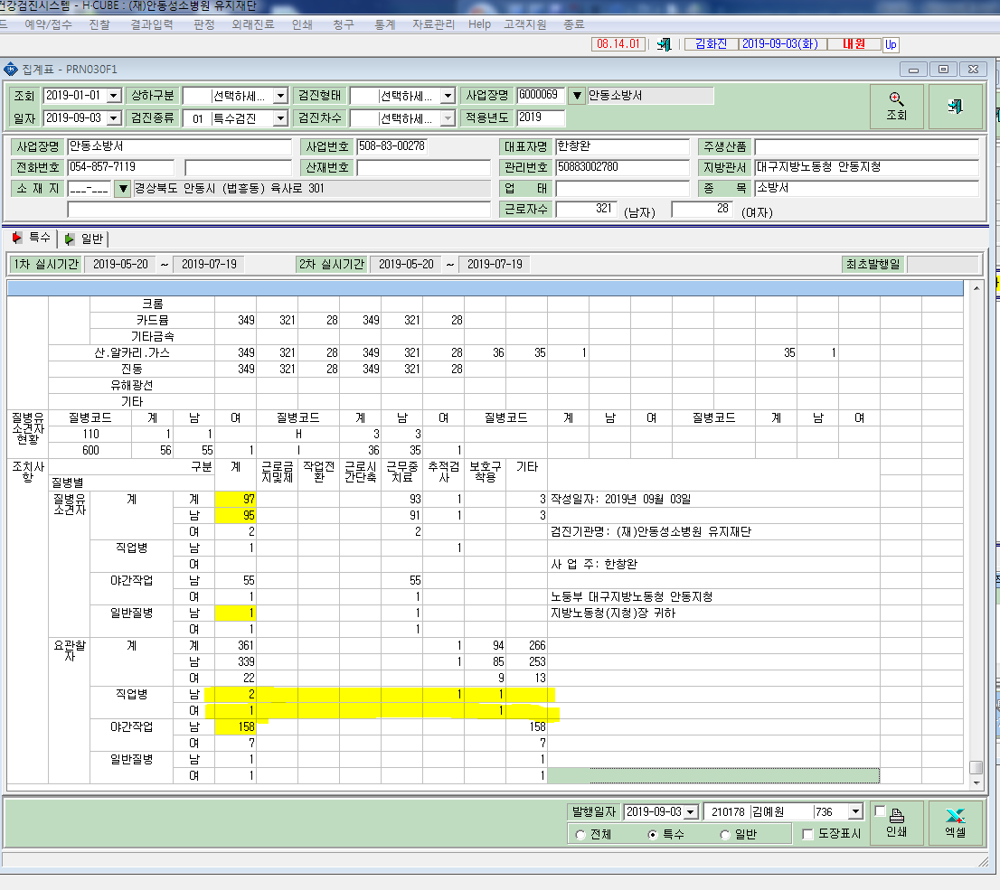 건강검진시스템 - H·CUBE : (재)안동성소병원 유지재단
드 예약/접수 진찰 결과입력 판정 외래진료 인쇄 청구 통계 자료관리 Help 고객지원 종료
08.14.01 김화진 2019-09-03(화) 내원 Up
집계표 - PRN030F1
조회 2019-01-01 상하구분 선택하세... 검진형태 선택하세... 사업장명 G000069 안동소방서
일자 2019-09-03 검진종류 01 특수검진 검진차수 선택하세... 적용년도 2019
조회
사업장명 안동소방서 사업번호 508-83-00278 대표자명 한창완 주생산품
전화번호 054-857-7119 산재번호 관리번호 50883002780 지방관서 대구지방노동청 안동지청
소 재 지 ___-___ 경상북도 안동시 (법흥동) 육사로 301 업 태 종 목 소방서
근로자수 321 (남자) 28 (여자)
특수 일반
1차 실시기간 2019-05-20 ~ 2019-07-19 2차 실시기간 2019-05-20 ~ 2019-07-19 최초발행일
크롬
카드뮴 349 321 28 349 321 28
기타금속
산.알카리.가스 349 321 28 349 321 28 36 35 1 35 1
진동 349 321 28 349 321 28
유해광선
기타
질병유소견자현황 질병코드 계 남 여 질병코드 계 남 여 질병코드 계 남 여 질병코드 계 남 여
110 1 1 H 3 3
600 56 55 1 I 36 35 1
조치사항 구분 계 근로금지및제 작업전환 근로시간단축 근무중치료 추적검사 보호구착용 기타
질병별
질병유소견자 계 계 97 93 1 3 작성일자: 2019년 09월 03일
남 95 91 1 3
여 2 2 검진기관명: (재)안동성소병원 유지재단
직업병 남 1 1
여 사 업 주: 한창완
야간작업 남 55 55
여 1 1 노동부 대구지방노동청 안동지청
일반질병 남 1 1 지방노동청(지청)장 귀하
여 1 1
요관찰자 계 계 361 1 94 266
남 339 1 85 253
여 22 9 13
직업병 남 2 1 1
여 1 1
야간작업 남 158 158
여 7 7
일반질병 남 1 1
여 1 1
발행일자 2019-09-03 210178 김예원 736 인쇄 엑셀
전체 특수 일반 도장표시